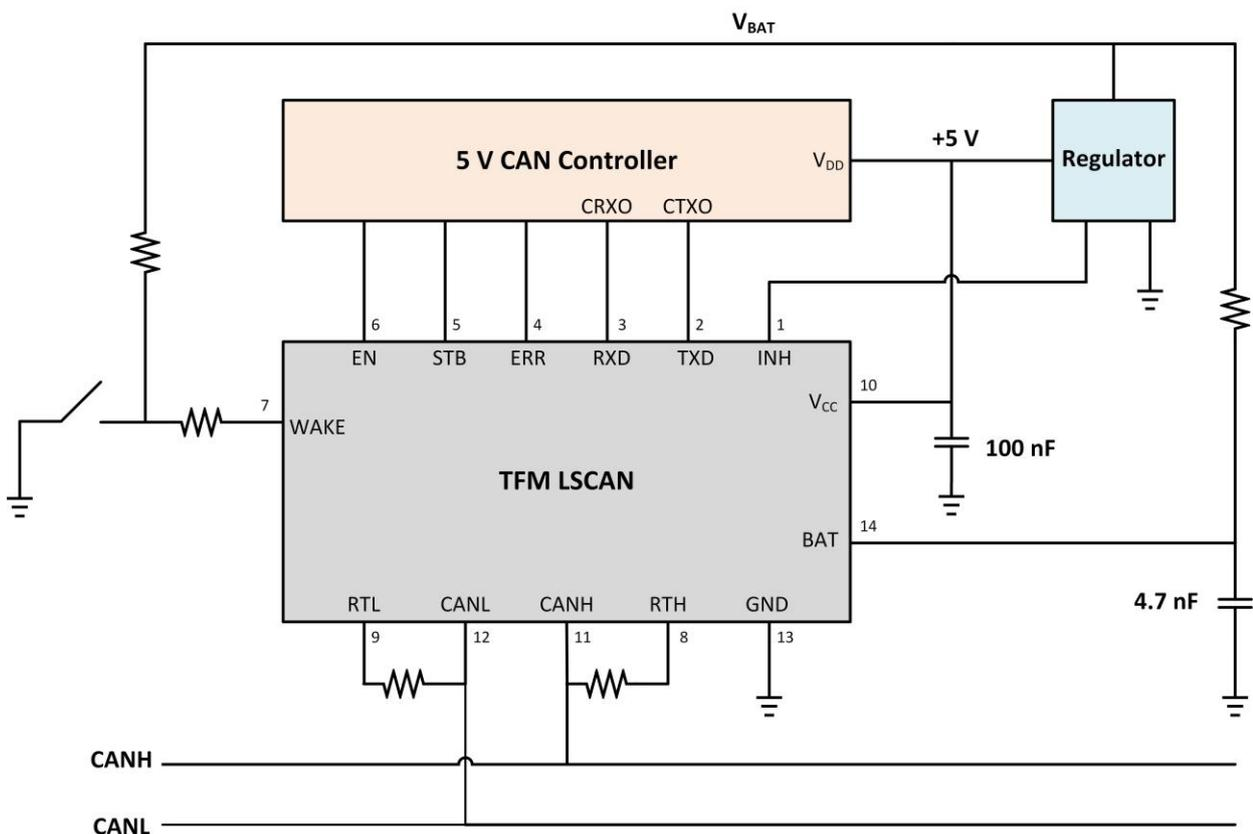 VBAT
5 V CAN Controller
VDD
+5 V
Regulator
CRXO CTXO
6 5 4 3 2 1
EN STB ERR RXD TXD INH
10
VCC
7
WAKE
100 nF
TFM LSCAN
14
BAT
4.7 nF
RTL CANL CANH RTH GND
9 12 11 8 13
CANH
CANL